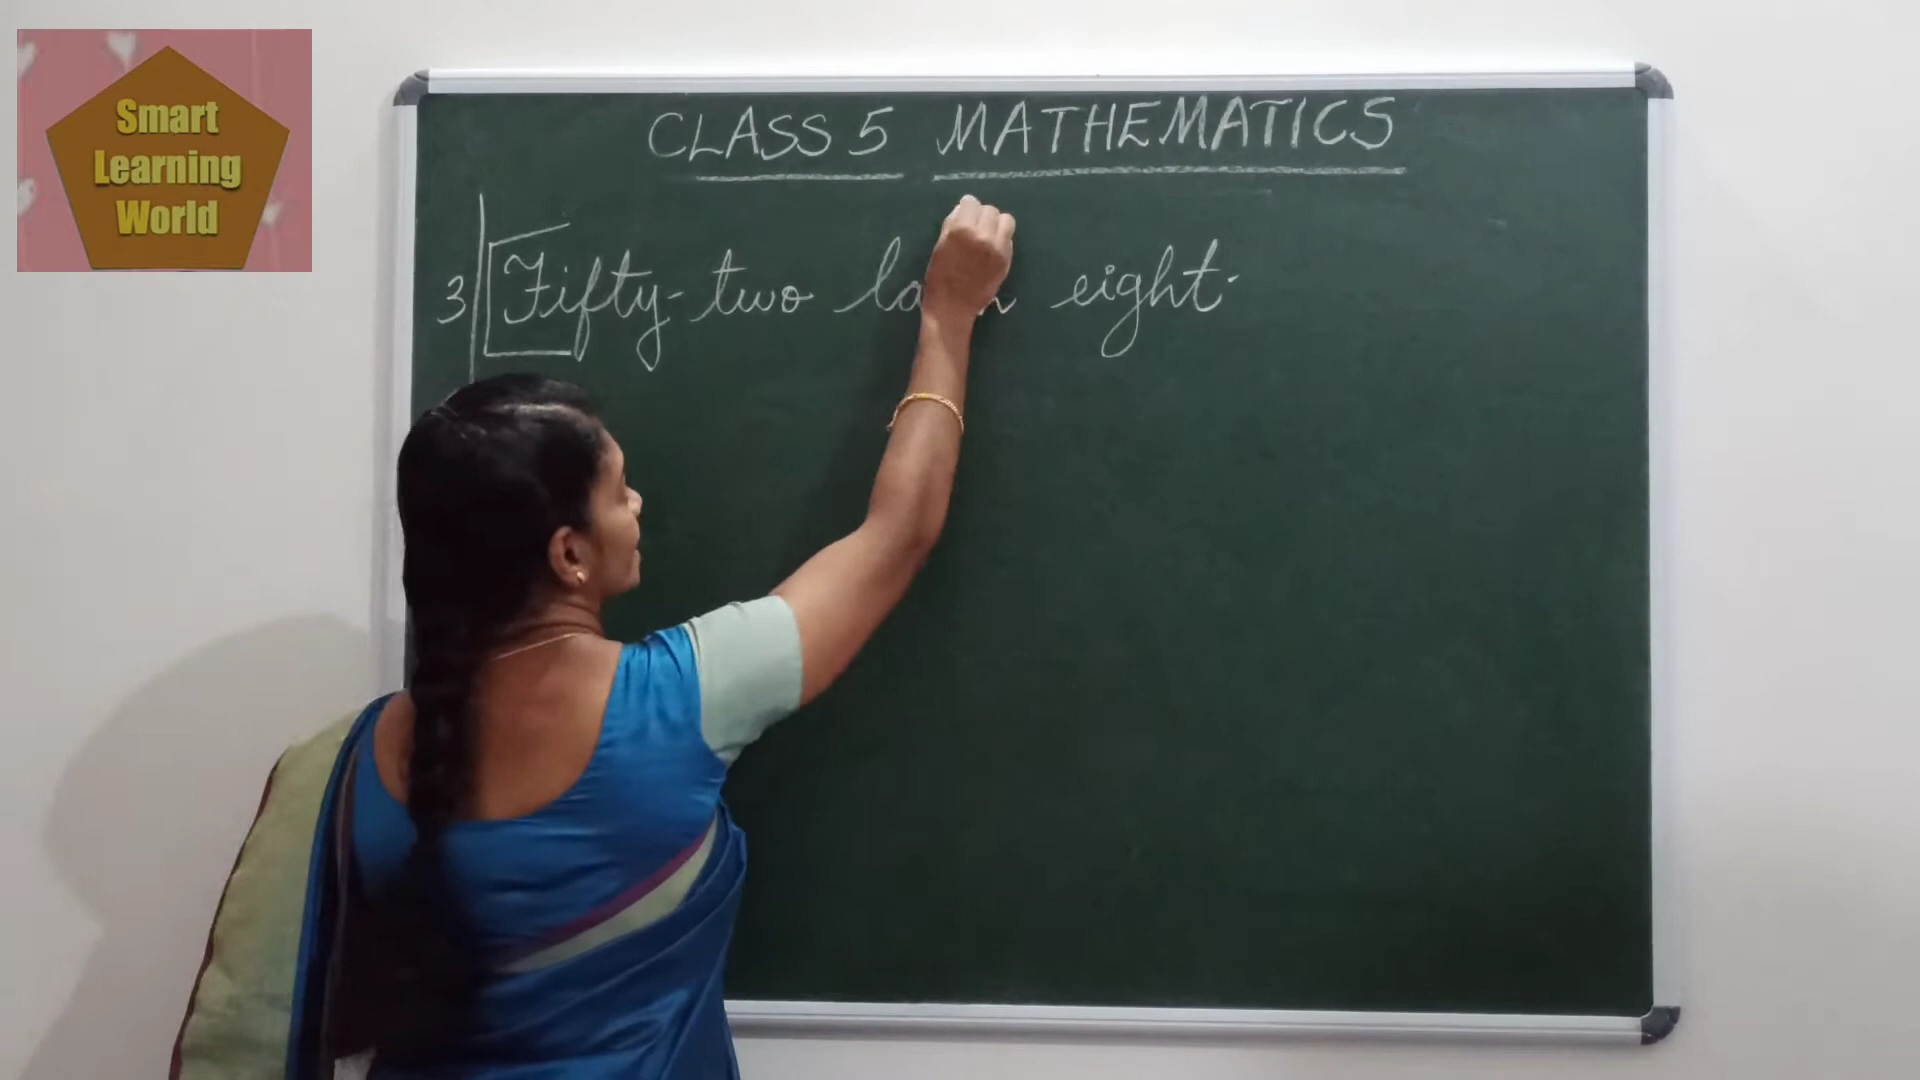 Smart
Learning
World
CLASS 5 MATHEMATICS
3 Fifty-two eight.